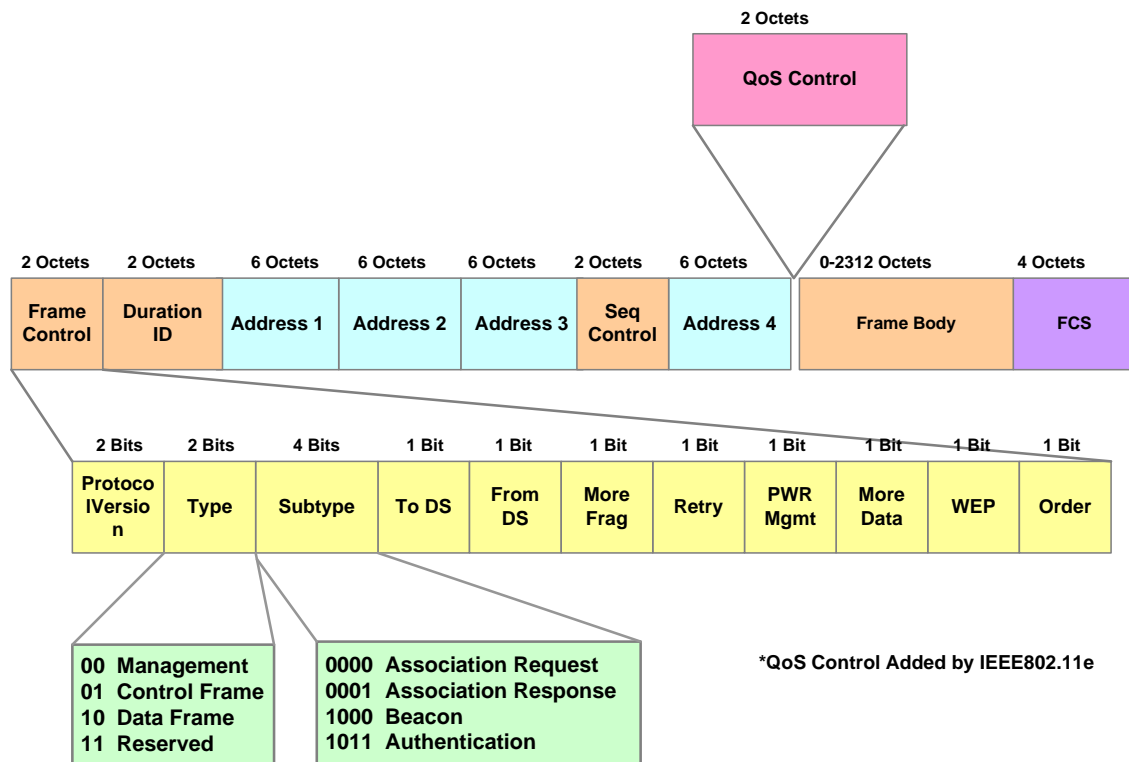 2 Octets
QoS Control
2 Octets 2 Octets 6 Octets 6 Octets 6 Octets 2 Octets 6 Octets 0-2312 Octets 4 Octets
Frame
Control
Duration
ID
Address 1
Address 2
Address 3
Seq
Control
Address 4
Frame Body
FCS
2 Bits 2 Bits 4 Bits 1 Bit 1 Bit 1 Bit 1 Bit 1 Bit 1 Bit 1 Bit 1 Bit
Protoco
lVersio
n
Type
Subtype
To DS
From
DS
More
Frag
Retry
PWR
Mgmt
More
Data
WEP
Order
00 Management
01 Control Frame
10 Data Frame
11 Reserved
0000 Association Request
0001 Association Response
1000 Beacon
1011 Authentication
*QoS Control Added by IEEE802.11e